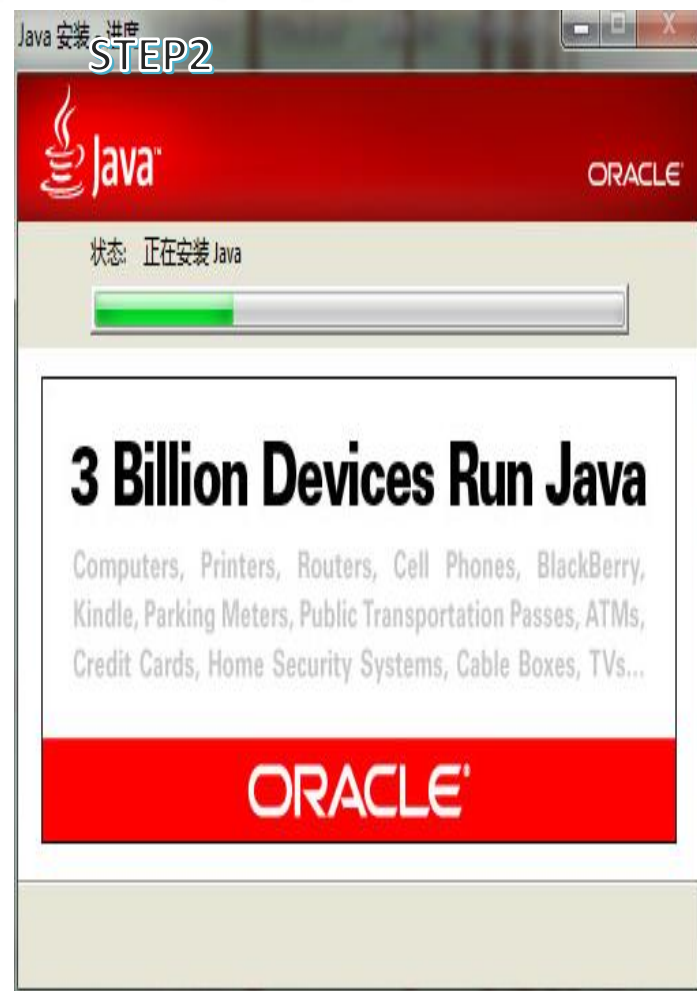 Java 安装 - 进度
STEP2
Java™
ORACLE®
状态: 正在安装 Java
3 Billion Devices Run Java
Computers, Printers, Routers, Cell Phones, BlackBerry,
Kindle, Parking Meters, Public Transportation Passes, ATMs,
Credit Cards, Home Security Systems, Cable Boxes, TVs...
ORACLE®